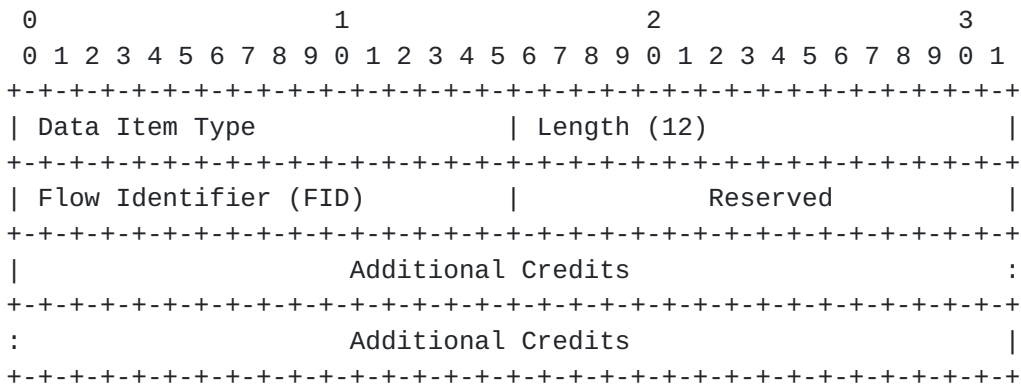 0                   1                   2                   3
 0 1 2 3 4 5 6 7 8 9 0 1 2 3 4 5 6 7 8 9 0 1 2 3 4 5 6 7 8 9 0 1
+-+-+-+-+-+-+-+-+-+-+-+-+-+-+-+-+-+-+-+-+-+-+-+-+-+-+-+-+-+-+-+-+
| Data Item Type                | Length (12)                   |
+-+-+-+-+-+-+-+-+-+-+-+-+-+-+-+-+-+-+-+-+-+-+-+-+-+-+-+-+-+-+-+-+
| Flow Identifier (FID)         |            Reserved           |
+-+-+-+-+-+-+-+-+-+-+-+-+-+-+-+-+-+-+-+-+-+-+-+-+-+-+-+-+-+-+-+-+
|                     Additional Credits                        :
+-+-+-+-+-+-+-+-+-+-+-+-+-+-+-+-+-+-+-+-+-+-+-+-+-+-+-+-+-+-+-+-+
:                     Additional Credits                        |
+-+-+-+-+-+-+-+-+-+-+-+-+-+-+-+-+-+-+-+-+-+-+-+-+-+-+-+-+-+-+-+-+